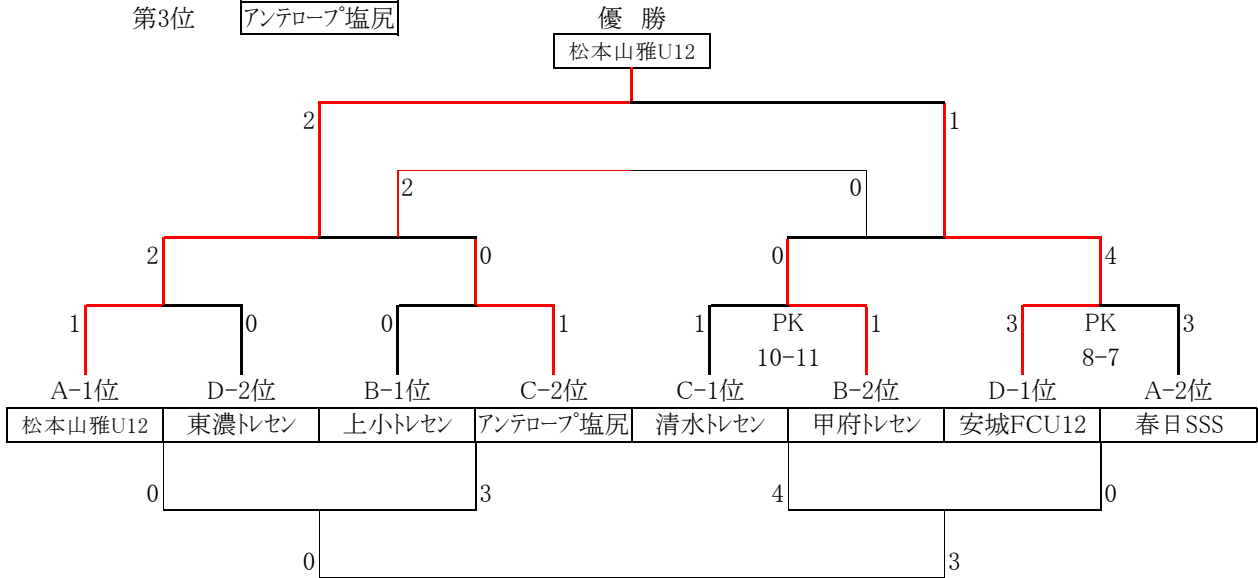 第3位 アンテロープ塩尻 優 勝
松本山雅U12
2 1
2 0
2 0 0 4
1 0 0 1 1 PK 1 3 PK 3
10-11 8-7
A-1位 D-2位 B-1位 C-2位 C-1位 B-2位 D-1位 A-2位
松本山雅U12 東濃トレセン 上小トレセン アンテロープ塩尻 清水トレセン 甲府トレセン 安城FCU12 春日SSS
0 3 4 0
0 3